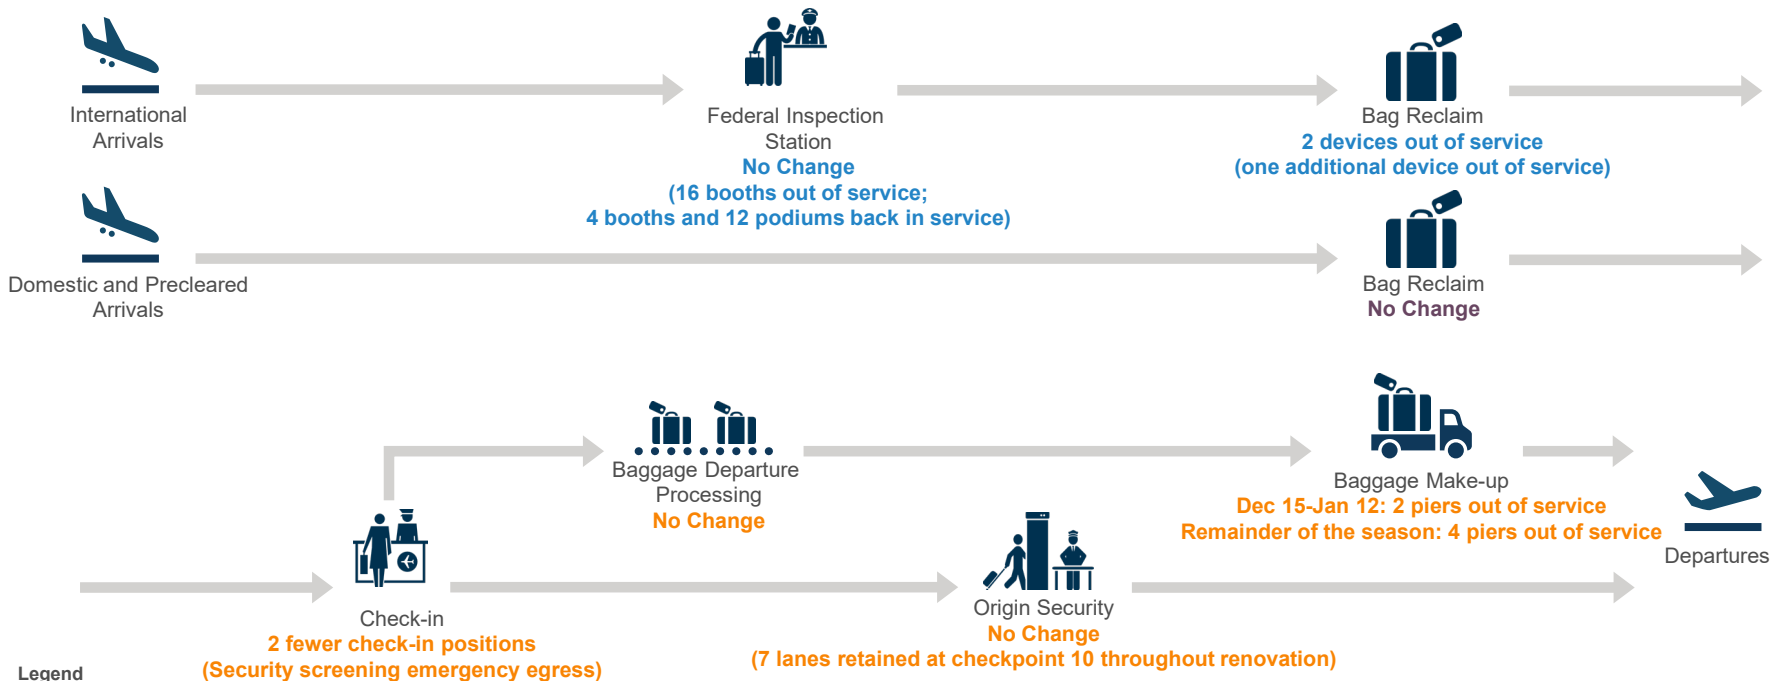 International
Arrivals
Federal Inspection
Station
No Change
(16 booths out of service;
4 booths and 12 podiums back in service)
Bag Reclaim
2 devices out of service
(one additional device out of service)
Domestic and Precleared
Arrivals
Bag Reclaim
No Change
Baggage Departure
Processing
No Change
Baggage Make-up
Dec 15-Jan 12: 2 piers out of service
Remainder of the season: 4 piers out of service
Departures
Check-in
2 fewer check-in positions
(Security screening emergency egress)
Origin Security
No Change
(7 lanes retained at checkpoint 10 throughout renovation)
Legend